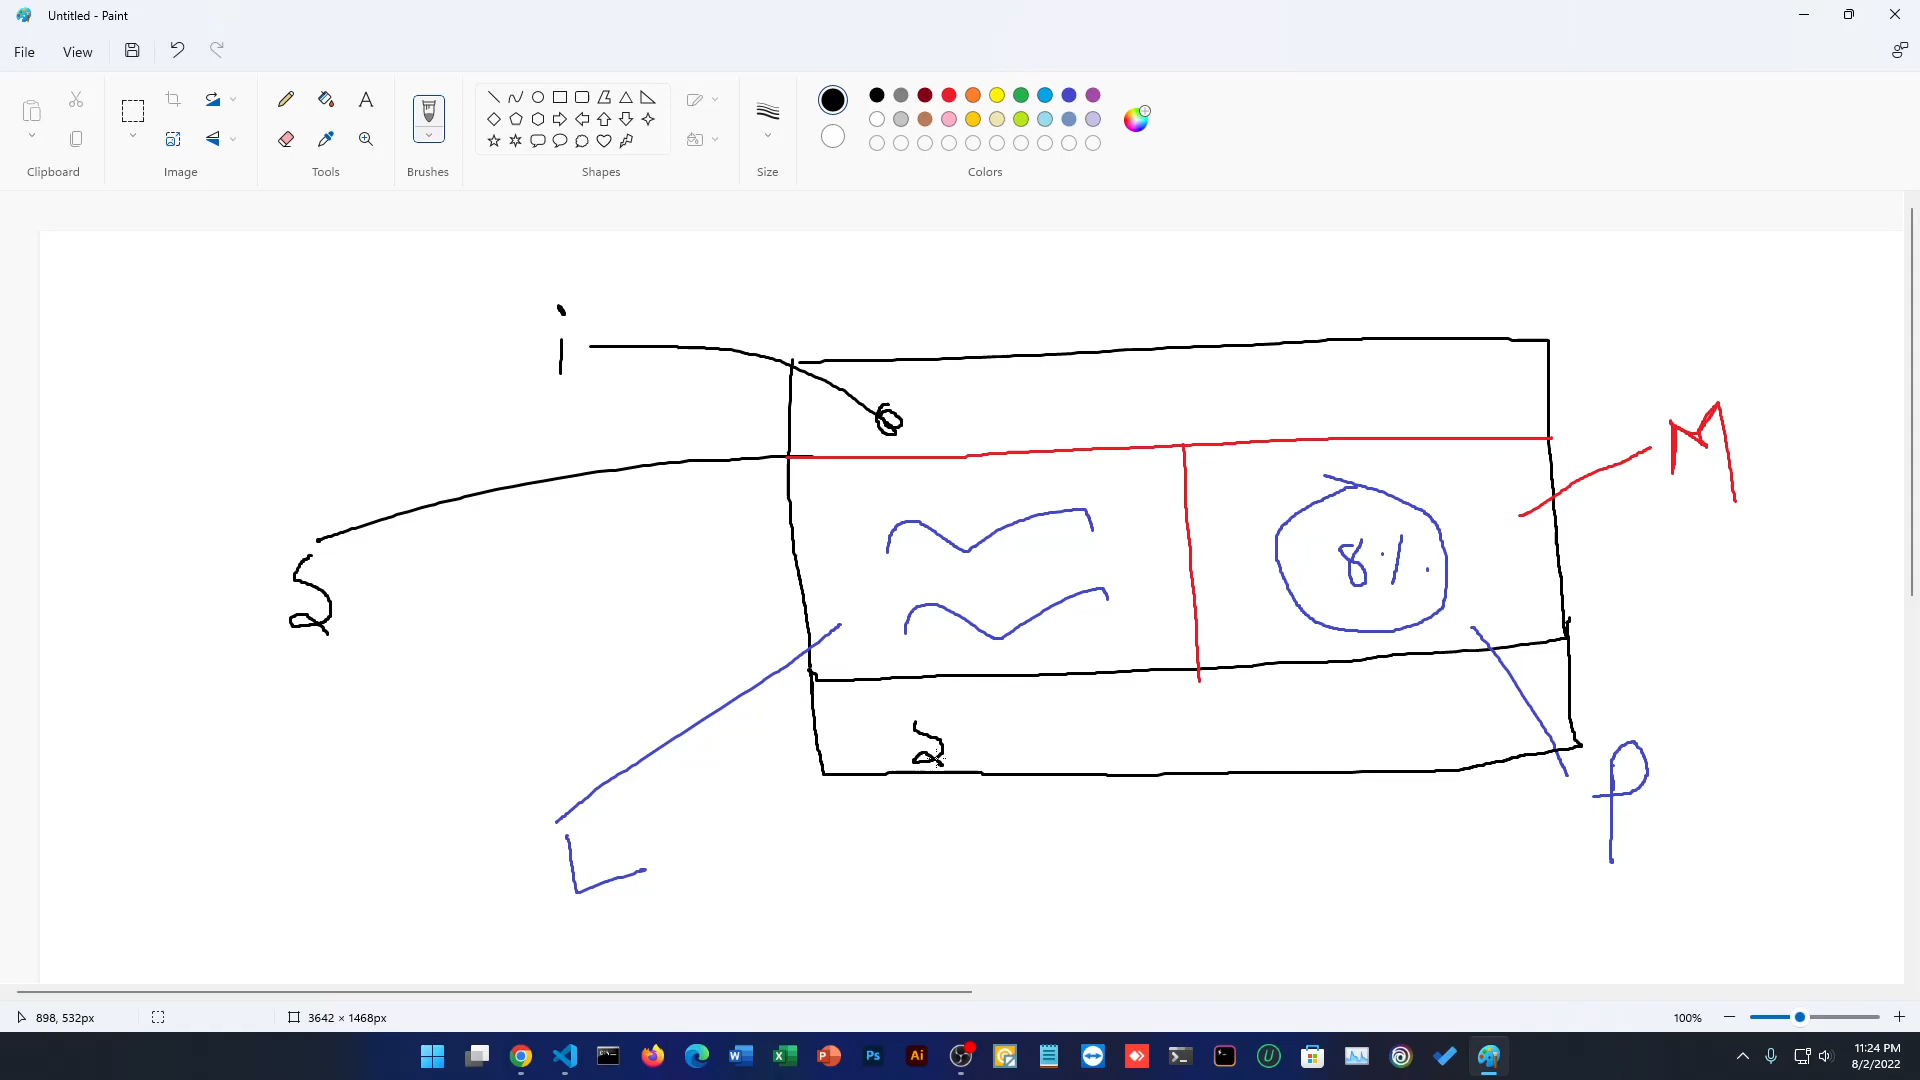 Untitled - Paint
File View
Clipboard Image Tools Brushes Shapes Size Colors
i
M
8%
P
L
898, 532px
3642 × 1468px
100%
11:24 PM
8/2/2022